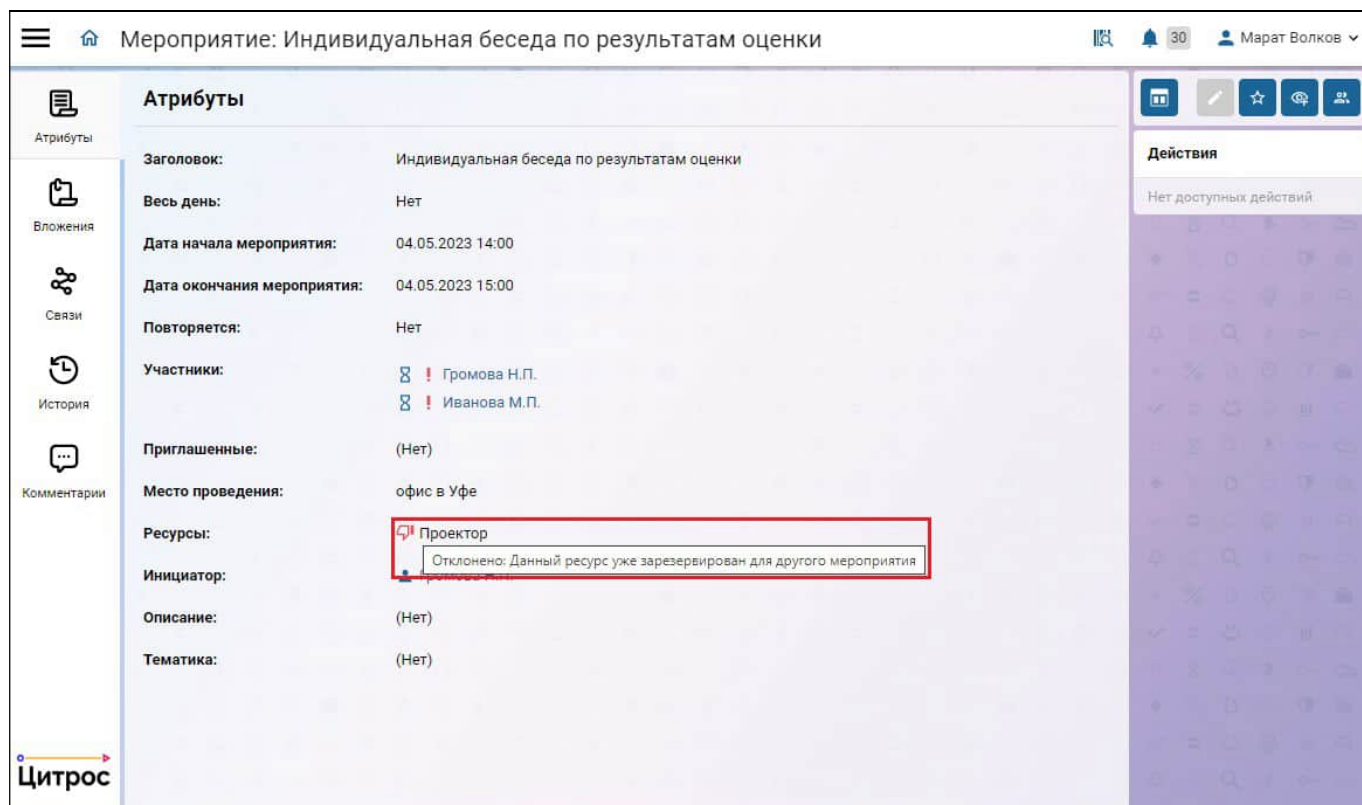 Мероприятие: Индивидуальная беседа по результатам оценки
30
Марат Волков
Атрибуты
Вложения
Связи
История
Комментарии
Цитрос
Атрибуты
Заголовок: Индивидуальная беседа по результатам оценки
Весь день: Нет
Дата начала мероприятия: 04.05.2023 14:00
Дата окончания мероприятия: 04.05.2023 15:00
Повторяется: Нет
Участники: ! Громова Н.П.
! Иванова М.П.
Приглашенные: (Нет)
Место проведения: офис в Уфе
Ресурсы: Проектор
Отклонено: Данный ресурс уже зарезервирован для другого мероприятия
Инициатор:
Описание: (Нет)
Тематика: (Нет)
Действия
Нет доступных действий